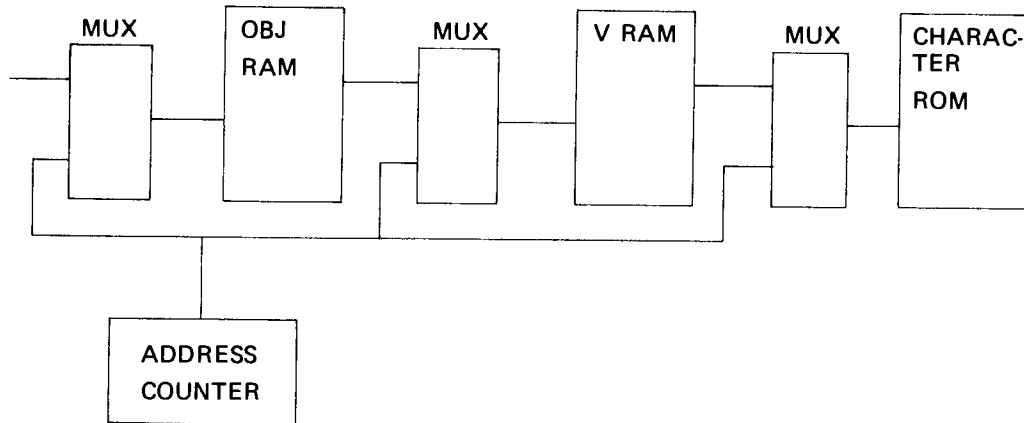 MUX
OBJ
RAM
MUX
V RAM
MUX
CHARAC-
TER
ROM
ADDRESS
COUNTER